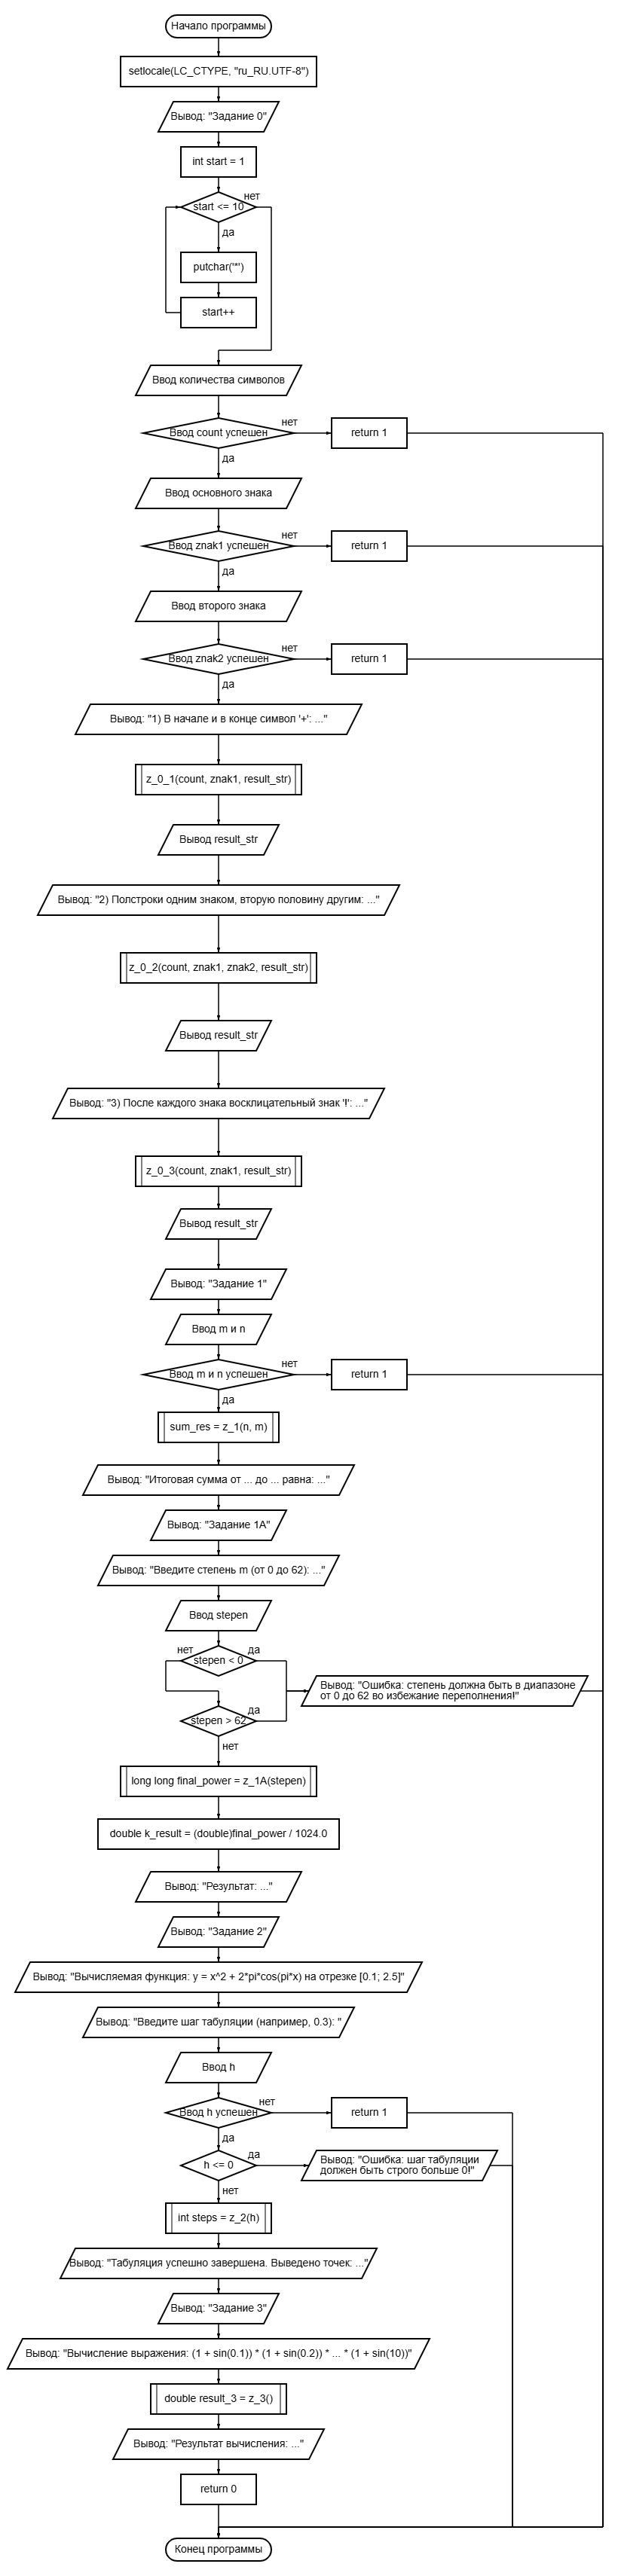 Начало программы
setlocale(LC_CTYPE, "ru_RU.UTF-8")
Вывод: "Задание 0"
int start = 1
нет
start <= 10
да
putchar('*')
start++
Ввод количества символов
нет
Ввод count успешен
return 1
да
Ввод основного знака
нет
Ввод znak1 успешен
return 1
да
Ввод второго знака
нет
Ввод znak2 успешен
return 1
да
Вывод: "1) В начале и в конце символ '+': ..."
z_0_1(count, znak1, result_str)
Вывод result_str
Вывод: "2) Полстроки одним знаком, вторую половину другим: ..."
z_0_2(count, znak1, znak2, result_str)
Вывод result_str
Вывод: "3) После каждого знака восклицательный знак '!': ..."
z_0_3(count, znak1, result_str)
Вывод result_str
Вывод: "Задание 1"
Ввод m и n
нет
Ввод m и n успешен
return 1
да
sum_res = z_1(n, m)
Вывод: "Итоговая сумма от ... до ... равна: ..."
Вывод: "Задание 1А"
Вывод: "Введите степень m (от 0 до 62): ..."
Ввод stepen
нет
да
stepen < 0
Вывод: "Ошибка: степень должна быть в диапазоне
от 0 до 62 во избежание переполнения!"
да
stepen > 62
нет
long long final_power = z_1A(stepen)
double k_result = (double)final_power / 1024.0
Вывод: "Результат: ..."
Вывод: "Задание 2"
Вывод: "Вычисляемая функция: y = x^2 + 2*pi*cos(pi*x) на отрезке [0.1; 2.5]"
Вывод: "Введите шаг табуляции (например, 0.3): "
Ввод h
нет
Ввод h успешен
return 1
да
да
h <= 0
Вывод: "Ошибка: шаг табуляции
должен быть строго больше 0!"
нет
int steps = z_2(h)
Вывод: "Табуляция успешно завершена. Выведено точек: ..."
Вывод: "Задание 3"
Вывод: "Вычисление выражения: (1 + sin(0.1)) * (1 + sin(0.2)) * ... * (1 + sin(10))"
double result_3 = z_3()
Вывод: "Результат вычисления: ..."
return 0
Конец программы